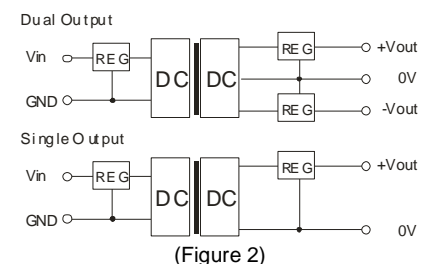 Dual Output
Vin
REG
DC
DC
REG
+Vout
0V
GND
REG
-Vout
Single Output
Vin
REG
DC
DC
REG
+Vout
GND
0V
(Figure 2)